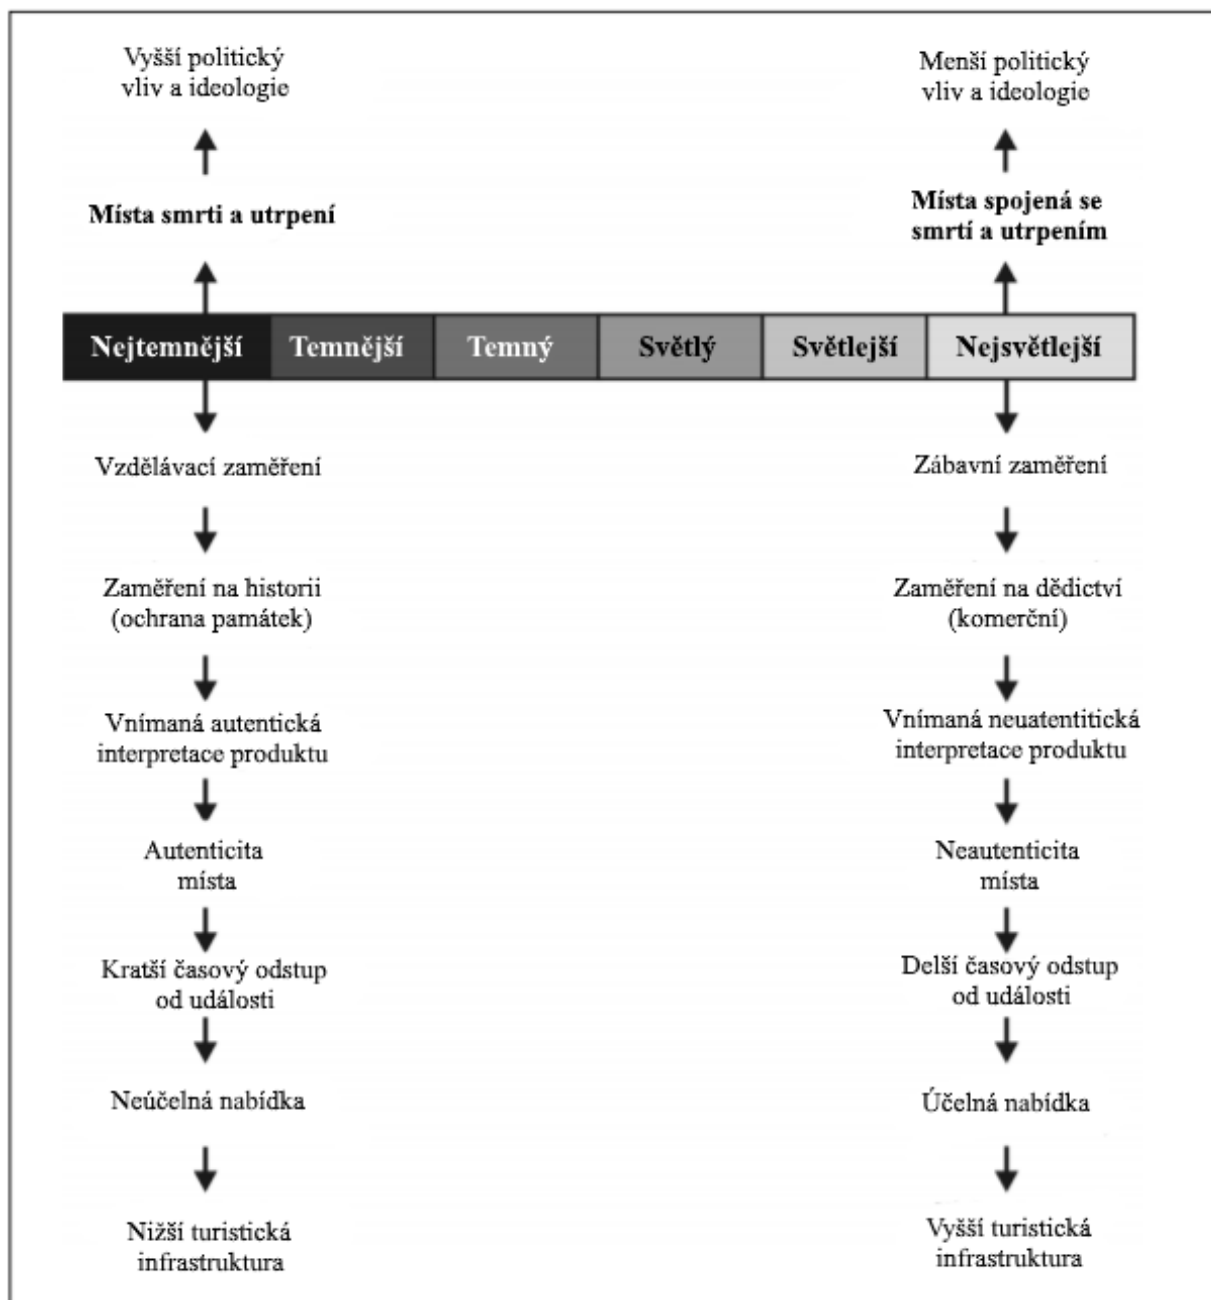 Vyšší politický
vliv a ideologie
Menší politický
vliv a ideologie
Místa smrti a utrpení
Místa spojená se
smrtí a utrpením
Nejtemnější
Temnější
Temný
Světlý
Světlejší
Nejsvětlejší
Vzdělávací zaměření
Zábavní zaměření
Zaměření na historii
(ochrana památek)
Zaměření na dědictví
(komerční)
Vnímaná autentická
interpretace produktu
Vnímaná neuatentitická
interpretace produktu
Autenticita
místa
Neautenticita
místa
Kratší časový odstup
od události
Delší časový odstup
od události
Neúčelná nabídka
Účelná nabídka
Nižší turistická
infrastruktura
Vyšší turistická
infrastruktura